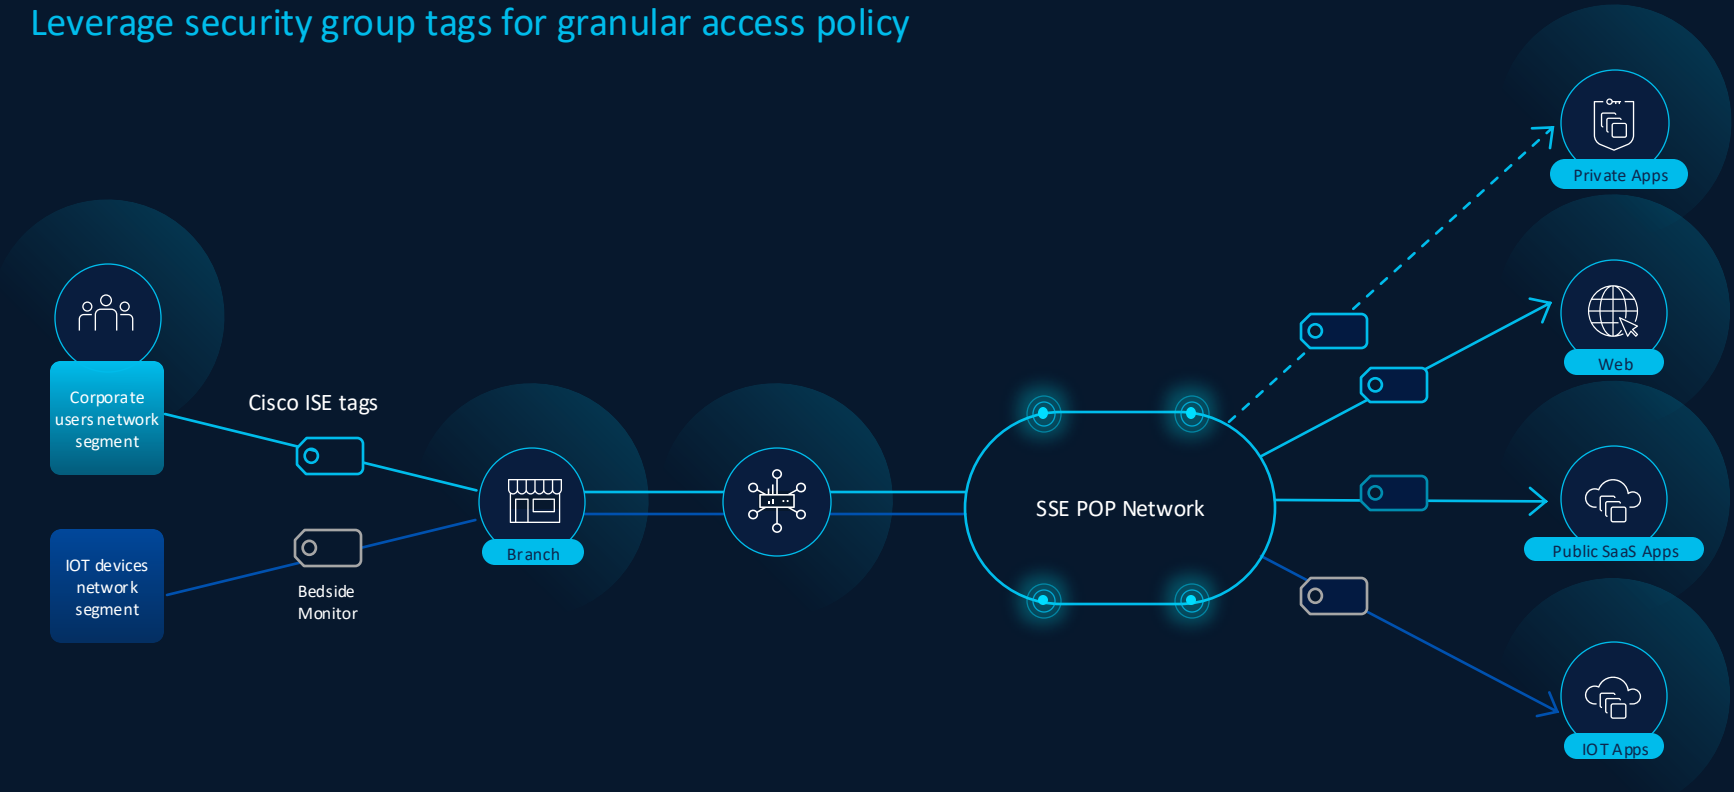 Leverage security group tags for granular access policy
Private Apps
Web
Corporate
users network
segment
Cisco ISE tags
SSE POP Network
Branch
Public SaaS Apps
IOT devices
network
segment
Bedside
Monitor
IOT Apps